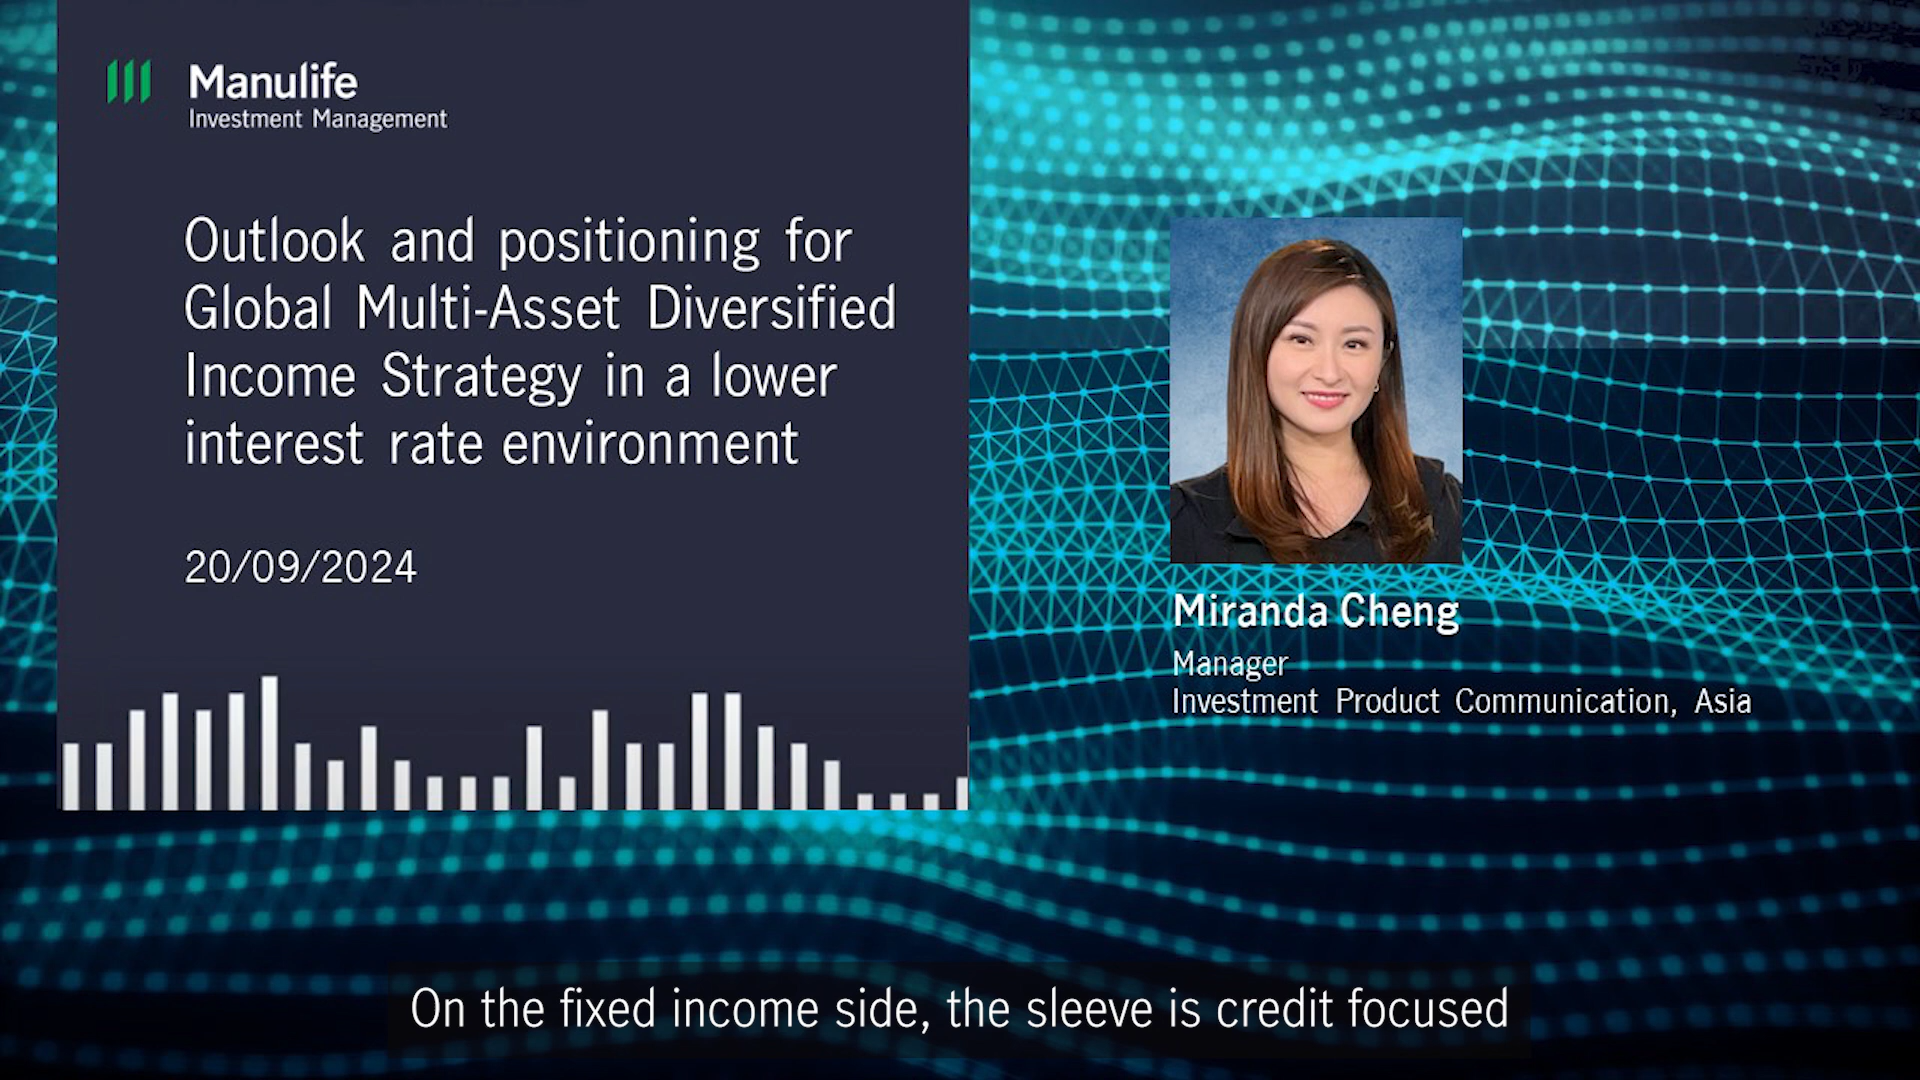 Manulife
Investment Management
Outlook and positioning for
Global Multi-Asset Diversified
Income Strategy in a lower
interest rate environment
20/09/2024
Miranda Cheng
Manager
Investment Product Communication, Asia
On the fixed income side, the sleeve is credit focused